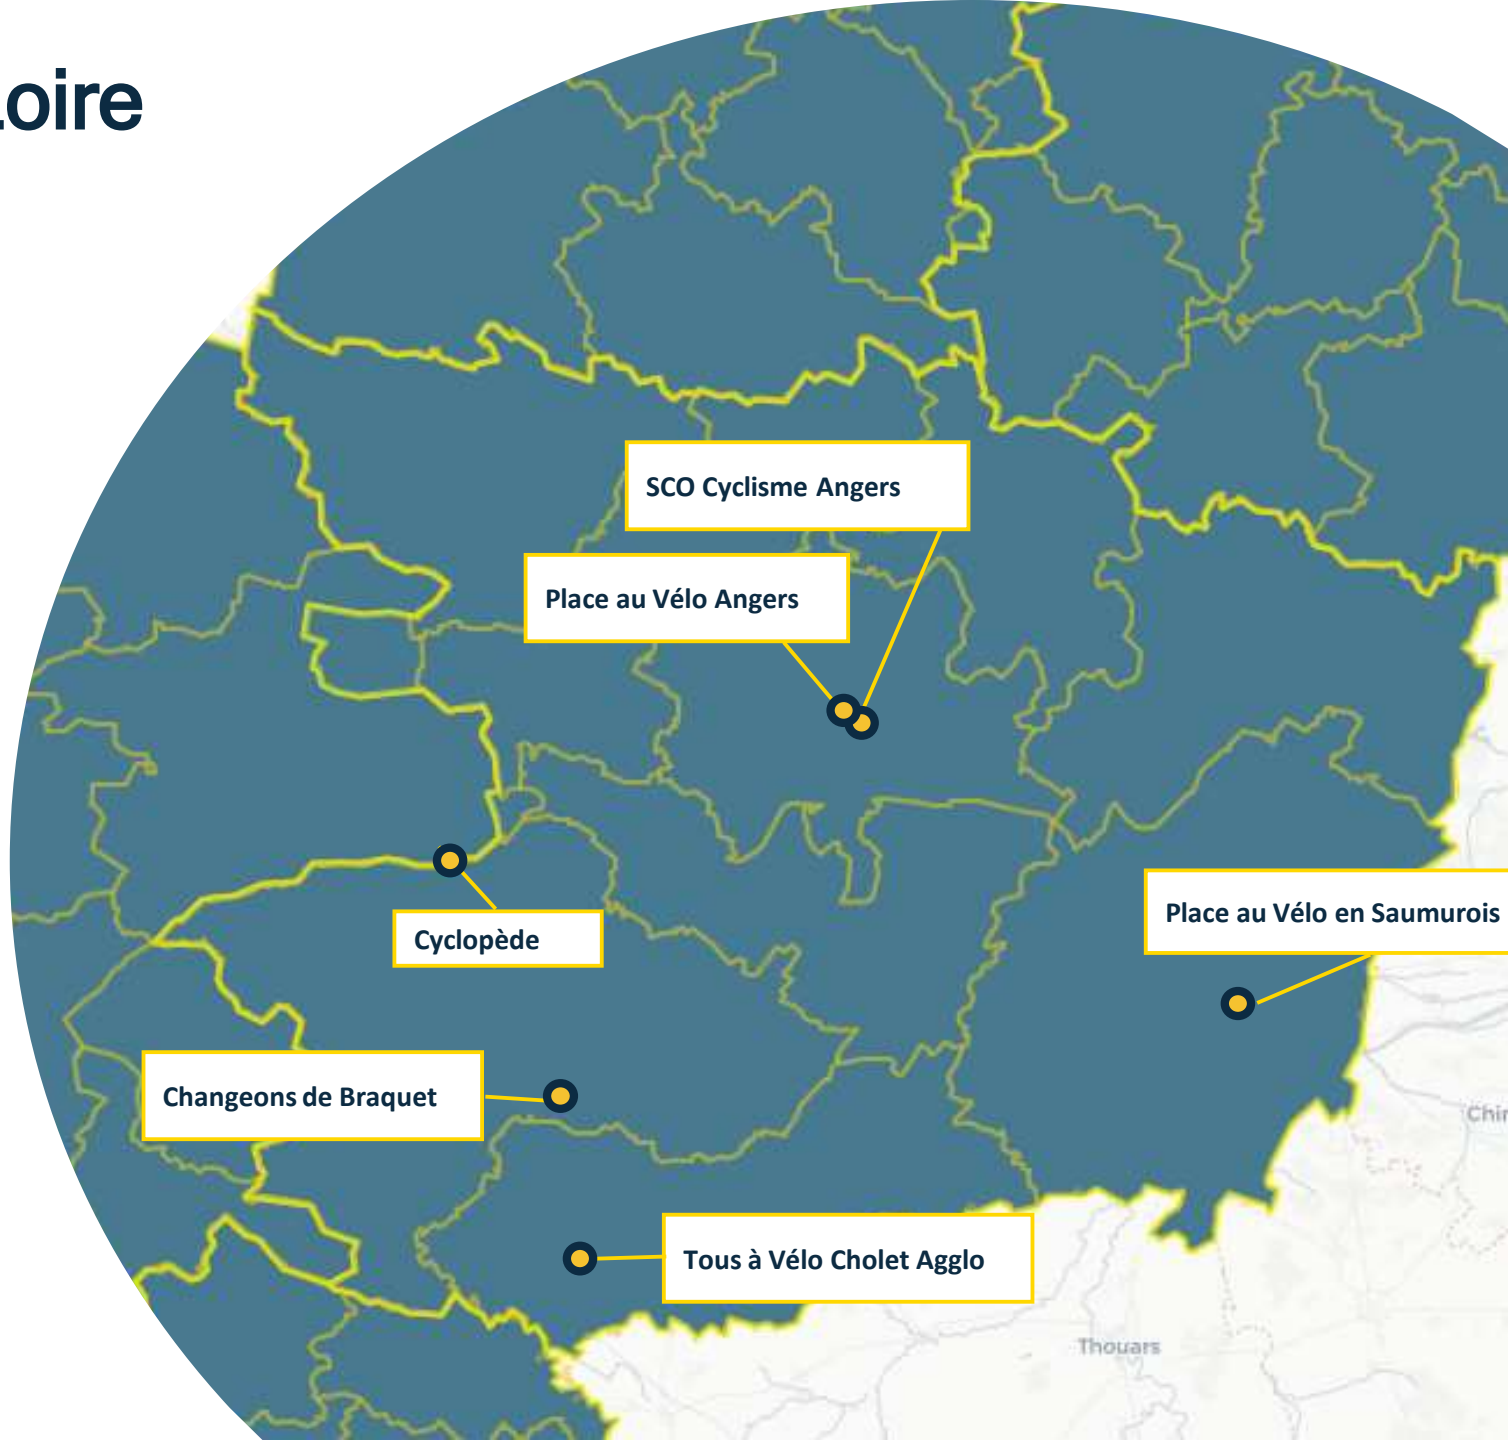 Loire
SCO Cyclisme Angers
Place au Vélo Angers
Place au Vélo en Saumurois
Cyclopède
Changeons de Braquet
Tous à Vélo Cholet Agglo
Thouars